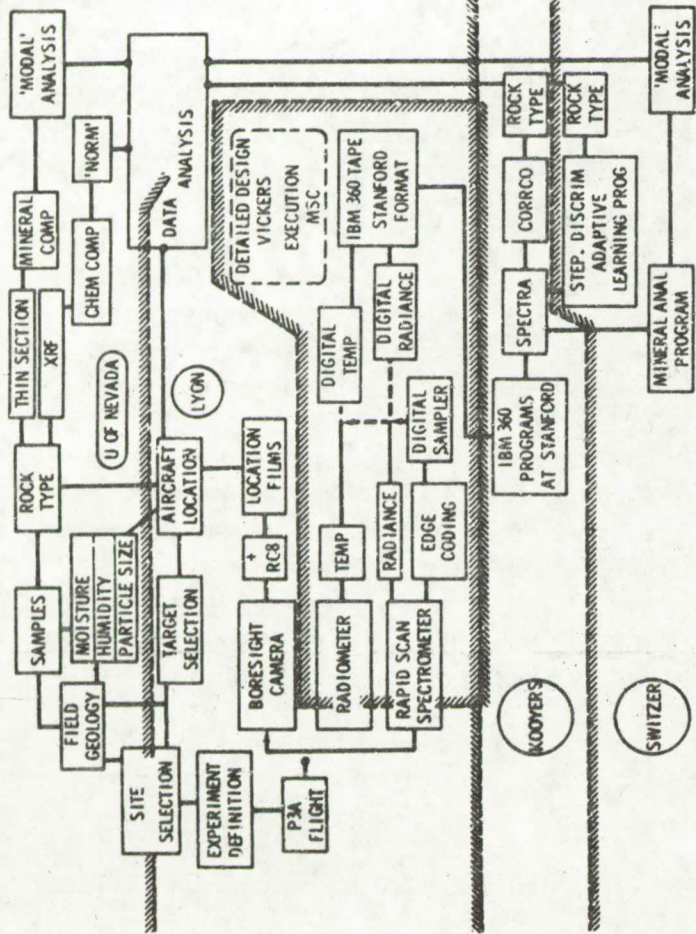 'MODAL'
ANALYSIS
'NORM'
MINERAL
COMP
CHEM COMP
THIN SECTION
XRF
ROCK
TYPE
SAMPLES
MOISTURE
HUMIDITY
PARTICLE SIZE
FIELD
GEOLOGY
U OF NEVADA
DATA
ANALYSIS
LYON
AIRCRAFT
LOCATION
TARGET
SELECTION
SITE
SELECTION
EXPERIMENT
DEFINITION
P3A
FLIGHT
LOCATION
FILMS
+
RC8
BORESIGHT
CAMERA
DETAILED DESIGN
VICKERS
EXECUTION
MSC
IBM 360 TAPE
STANFORD
FORMAT
DIGITAL
TEMP
DIGITAL
RADIANCE
DIGITAL
SAMPLER
TEMP
RADIANCE
EDGE
CODING
RADIOMETER
RAPID SCAN
SPECTROMETER
ROCK
TYPE
CORRCO
SPECTRA
IBM 360
PROGRAMS
AT STANFORD
KOOYERS
ROCK
TYPE
STEP. DISCRIM
ADAPTIVE
LEARNING PROG
'MODAL'
ANALYSIS
MINERAL ANAL
PROGRAM
SWITZER